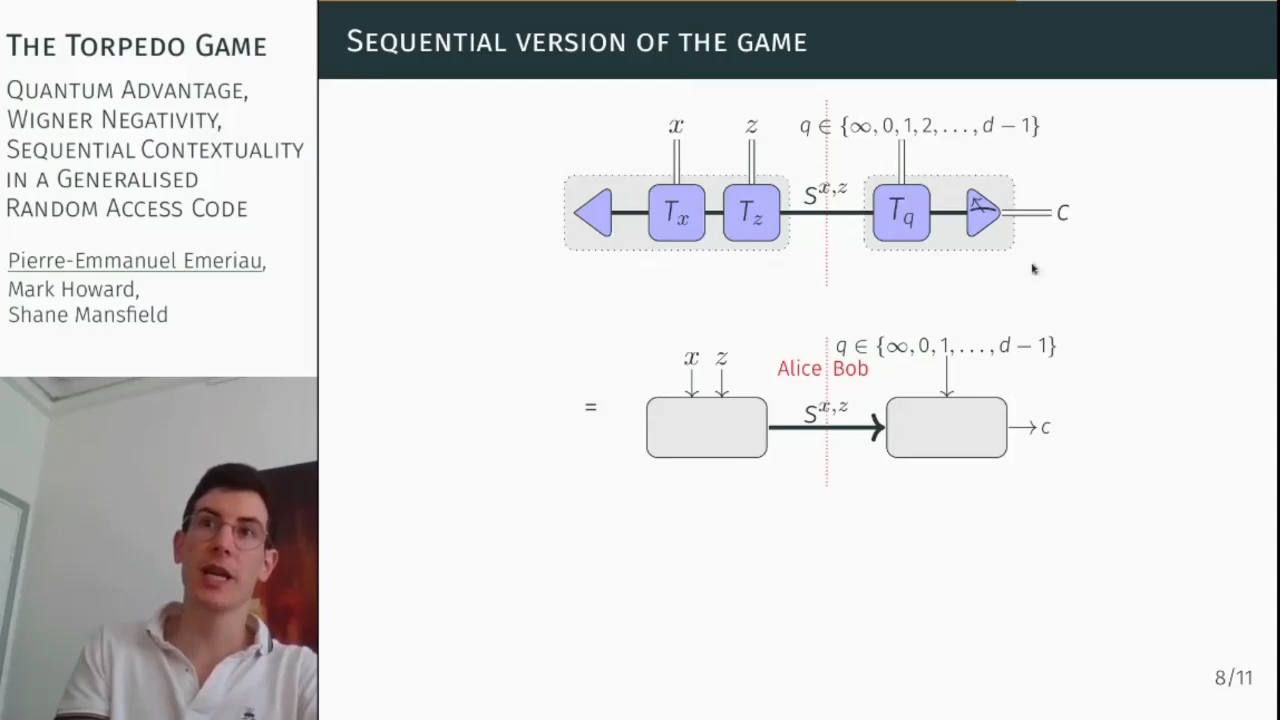 THE TORPEDO GAME
QUANTUM ADVANTAGE,
WIGNER NEGATIVITY,
SEQUENTIAL CONTEXTUALITY
IN A GENERALISED
RANDOM ACCESS CODE
Pierre-Emmanuel Emeriau,
Mark Howard,
Shane Mansfield
SEQUENTIAL VERSION OF THE GAME
x z q ∈ {∞, 0, 1, 2, . . . , d − 1}
T_x T_z S^{x,z} T_q c
q ∈ {∞, 0, 1, . . . , d − 1}
x z Alice Bob
= S^{x,z} c
8/11